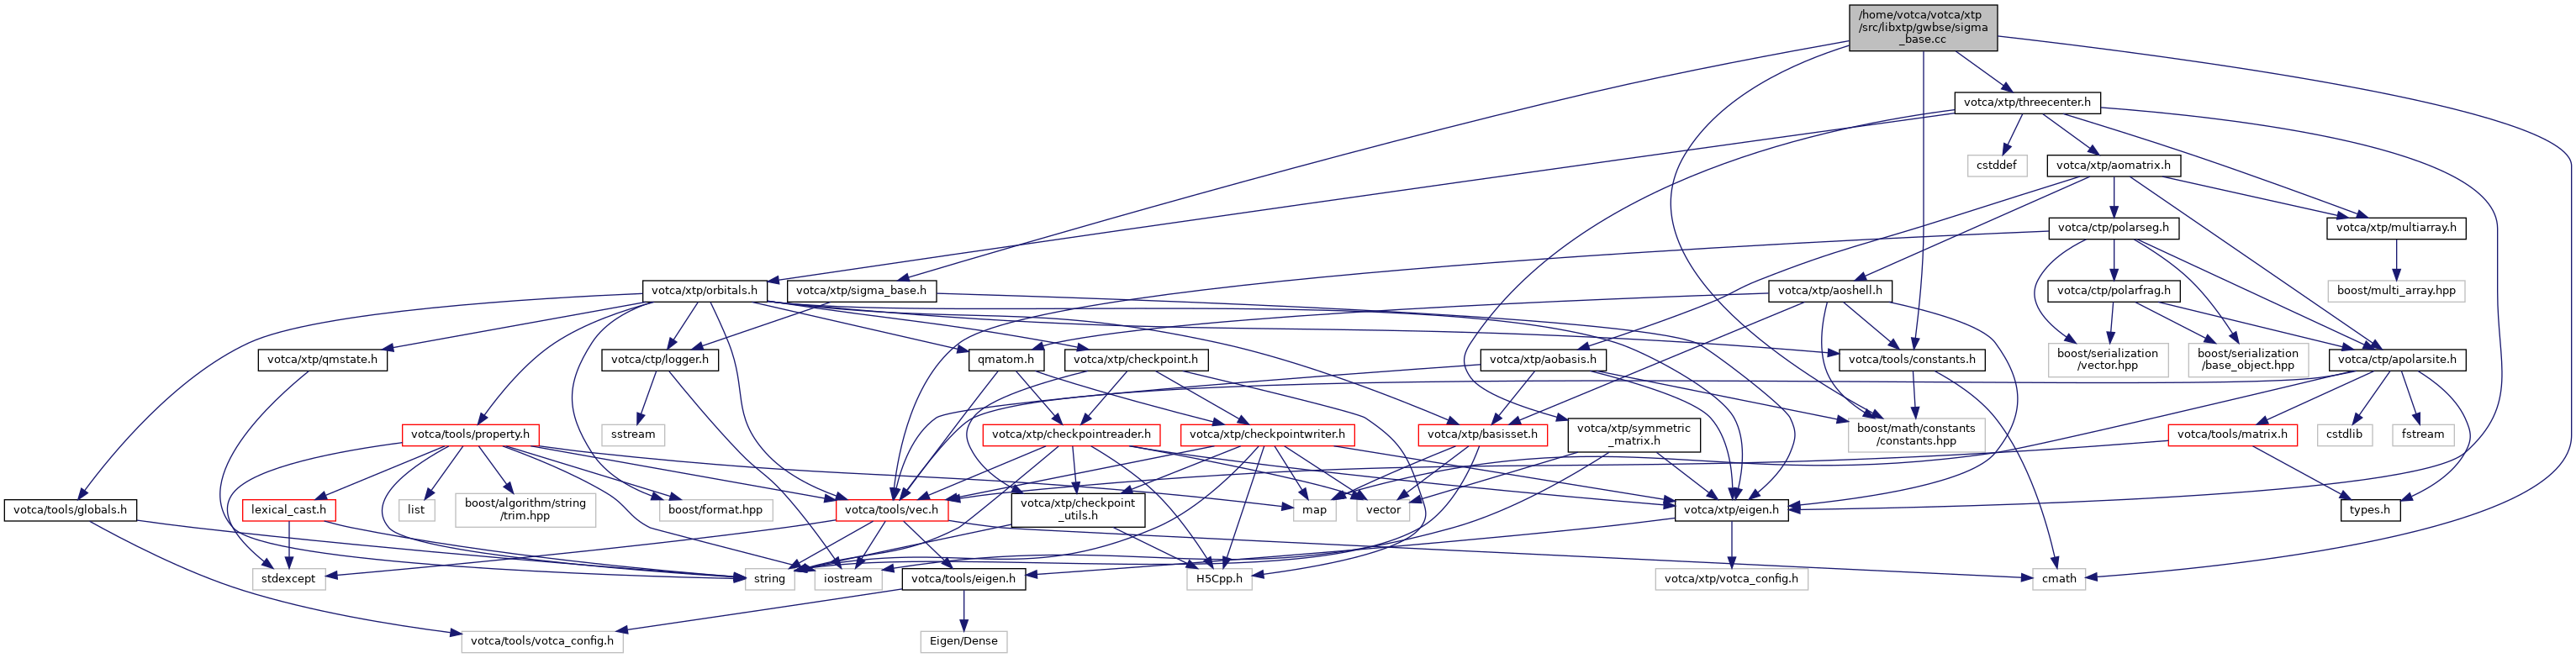 /home/votca/votca/xtp
/src/libxtp/gwbse/sigma
_base.cc
votca/xtp/threecenter.h
cstddef
votca/xtp/aomatrix.h
votca/ctp/polarseg.h
votca/xtp/multiarray.h
votca/xtp/orbitals.h
votca/xtp/sigma_base.h
votca/xtp/aoshell.h
votca/ctp/polarfrag.h
boost/multi_array.hpp
votca/xtp/qmstate.h
votca/ctp/logger.h
qmatom.h
votca/xtp/checkpoint.h
votca/xtp/aobasis.h
votca/tools/constants.h
boost/serialization
/vector.hpp
boost/serialization
/base_object.hpp
votca/ctp/apolarsite.h
votca/tools/property.h
sstream
votca/xtp/checkpointreader.h
votca/xtp/checkpointwriter.h
votca/xtp/basisset.h
votca/xtp/symmetric
_matrix.h
boost/math/constants
/constants.hpp
votca/tools/matrix.h
cstdlib
fstream
votca/tools/globals.h
lexical_cast.h
list
boost/algorithm/string
/trim.hpp
boost/format.hpp
votca/tools/vec.h
votca/xtp/checkpoint
_utils.h
map
vector
votca/xtp/eigen.h
types.h
stdexcept
string
iostream
votca/tools/eigen.h
H5Cpp.h
votca/xtp/votca_config.h
cmath
votca/tools/votca_config.h
Eigen/Dense